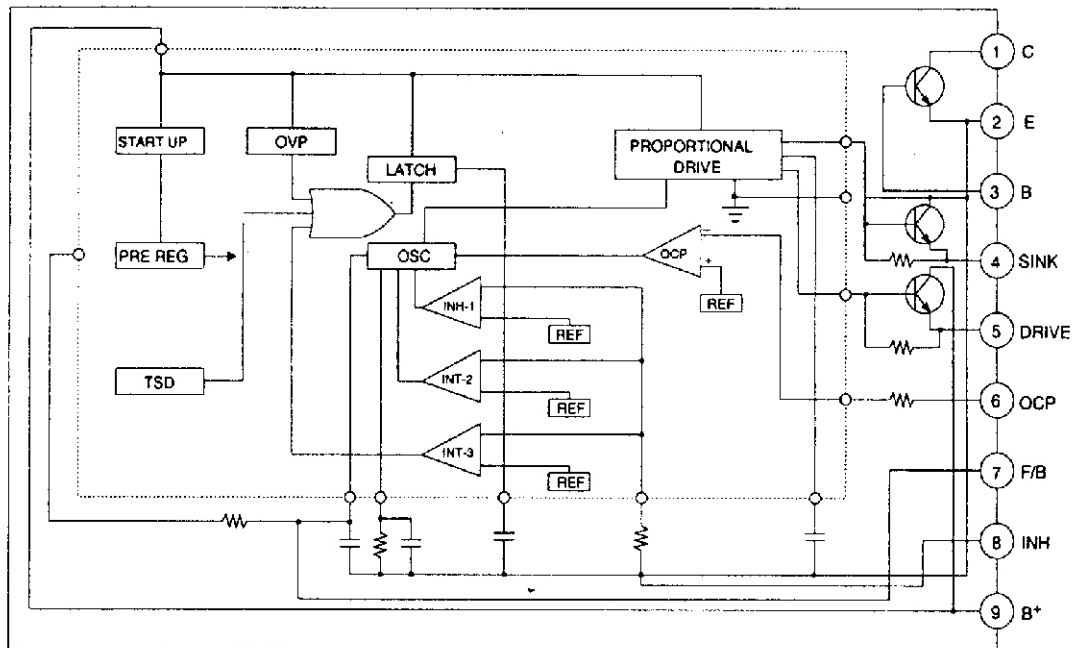 1 C
2 E
3 B
4 SINK
5 DRIVE
6 OCP
7 F/B
8 INH
9 B+
START UP
OVP
LATCH
PROPORTIONAL
DRIVE
PRE REG
OSC
OCP
-
+
REF
INH-1
REF
TSD
INT-2
REF
INT-3
REF